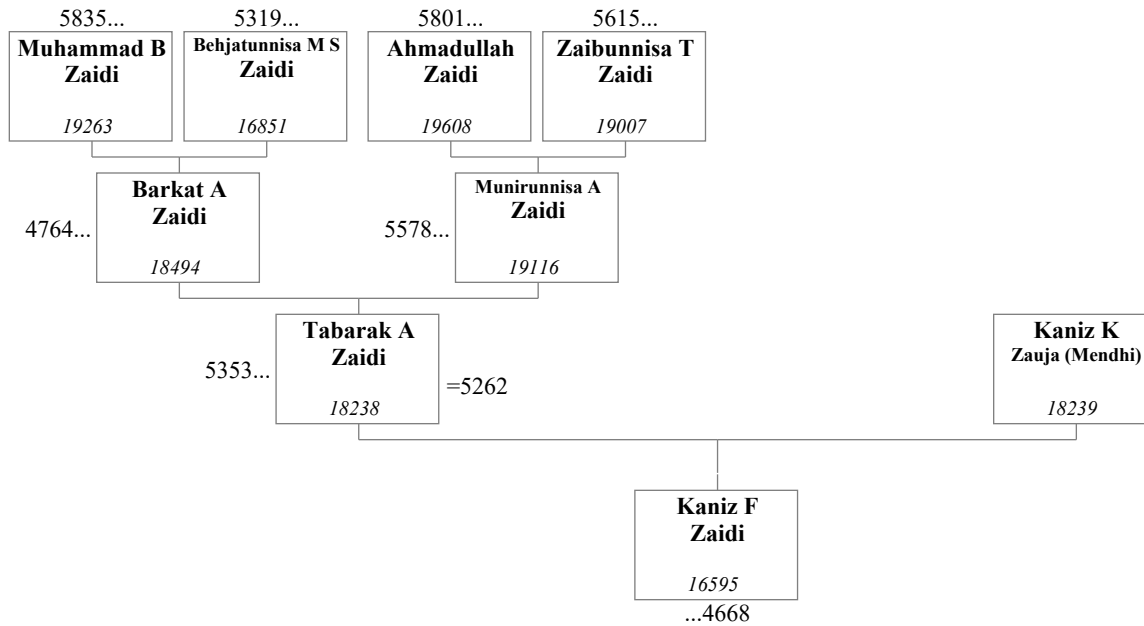 5835...
5319...
5801...
5615...
Muhammad B
Zaidi
19263
Behjatunnisa M S
Zaidi
16851
Ahmadullah
Zaidi
19608
Zaibunnisa T
Zaidi
19007
4764...
Barkat A
Zaidi
18494
5578...
Munirunnisa A
Zaidi
19116
5353...
Tabarak A
Zaidi
18238
=5262
Kaniz K
Zauja (Mendhi)
18239
Kaniz F
Zaidi
16595
...4668